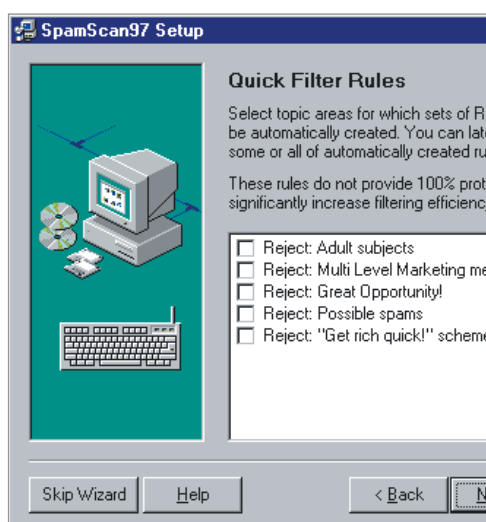 SpamScan97 Setup
Quick Filter Rules
Select topic areas for which sets of R
be automatically created. You can lat
some or all of automatically created ru
These rules do not provide 100% prot
significantly increase filtering efficiency
Reject: Adult subjects
Reject: Multi Level Marketing me
Reject: Great Opportunity!
Reject: Possible spams
Reject: "Get rich quick!" scheme
Skip Wizard Help < Back N